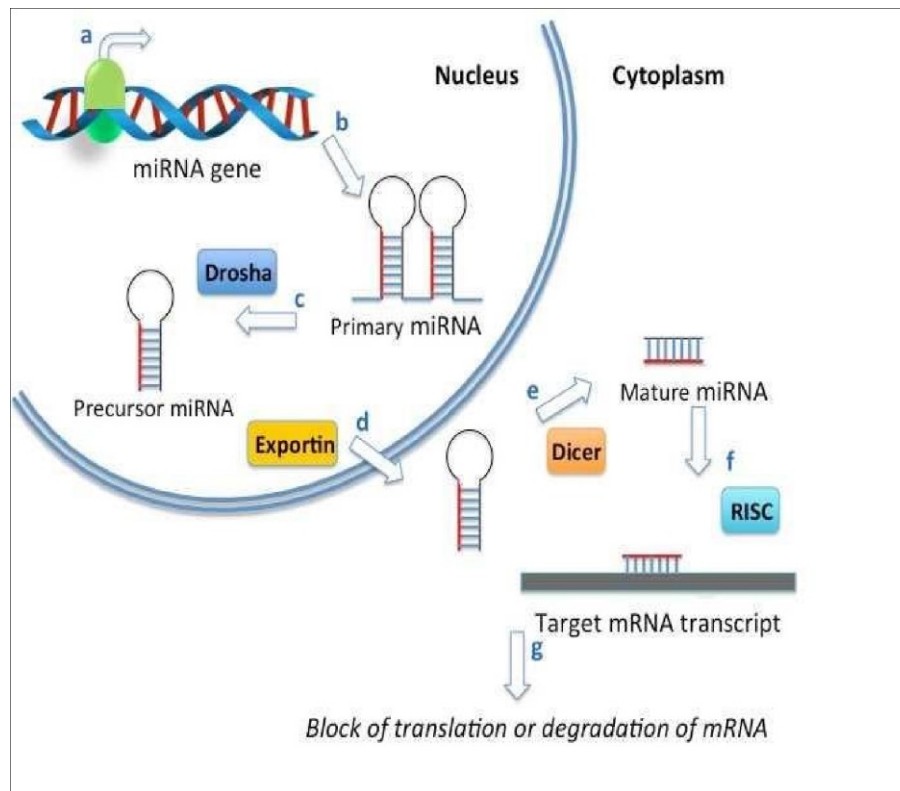 a
Nucleus
Cytoplasm
b
miRNA gene
Drosha
c
Primary miRNA
Precursor miRNA
Exportin
d
e
Mature miRNA
Dicer
f
RISC
Target mRNA transcript
g
Block of translation or degradation of mRNA